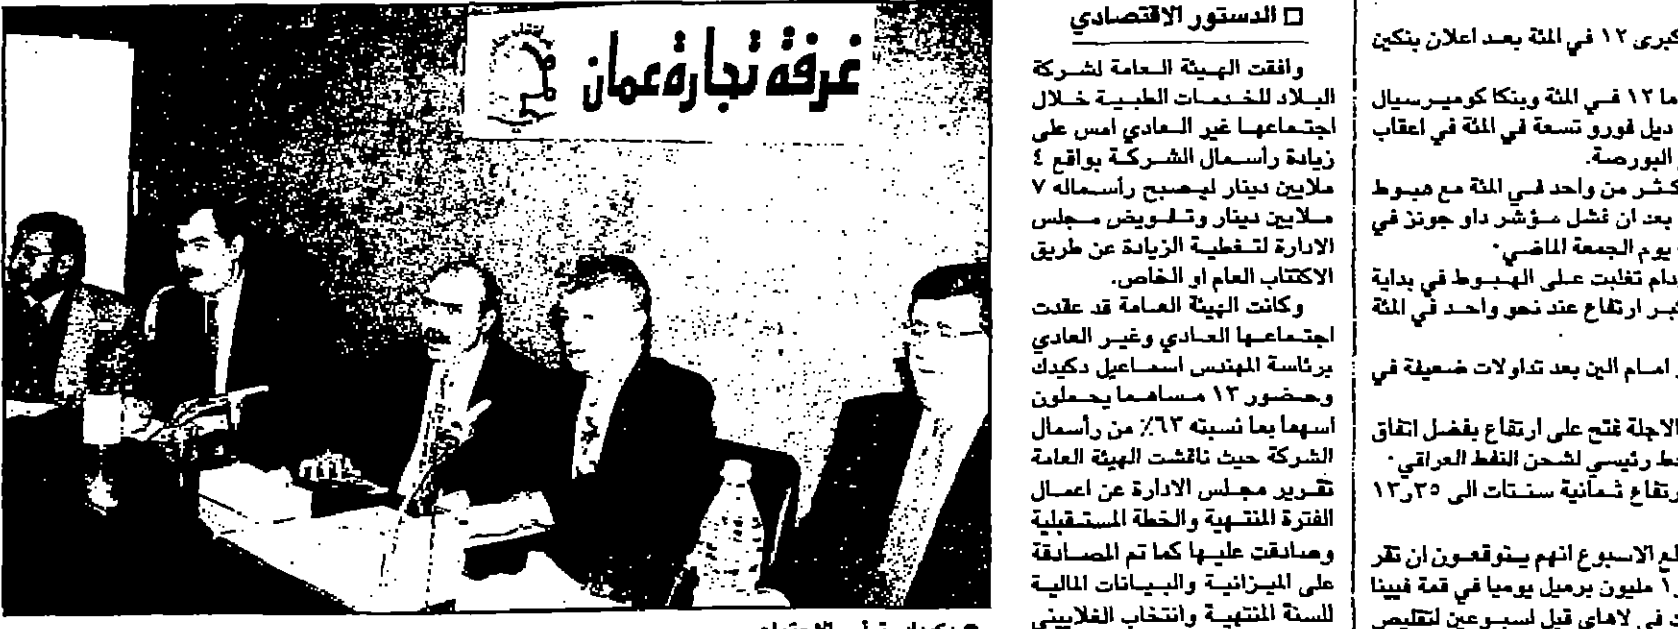 غرفة تجارة عمان
□ الدستور الاقتصادي
وافقت الهيئة العامة لشركة
البلاد للخدمات الطبية خلال
اجتماعها غير العادي امس على
زيادة رأسمال الشركة بواقع ٤
ملايين دينار ليصبح رأسماله ٧
ملايين دينار وتفويض مجلس
الادارة لتغطية الزيادة عن طريق
الاكتتاب العام او الخاص.
وكانت الهيئة العامة قد عقدت
اجتماعها العادي وغير العادي
برئاسة المهندس اسماعيل دكيدك
وحضور ١٣ مساهما يحملون
اسهما بما نسبته ٦٣٪ من رأسمال
الشركة حيث ناقشت الهيئة العامة
تقرير مجلس الادارة عن اعمال
الفترة المنتهية والخطة المستقبلية
وصادقت عليها كما تم المصادقة
على الميزانية والبيانات المالية
للسنة المنتهية وانتخاب الغلاييني
كبرى ١٢ في المئة بعد اعلان بنكين
ما ١٢ في المئة وبنكا كوميرسيال
ديل فورو تسعة في المئة في اعقاب
البورصة.
كثر من واحد في المئة مع هبوط
بعد ان فشل مؤشر داو جونز في
يوم الجمعة الماضي.
دام تغلبت على الهبوط في بداية
كبر ارتفاع عند نحو واحد في المئة
امام الين بعد تداولات ضعيفة في
الاجلة فتح على ارتفاع بفضل اتفاق
خط رئيسي لشحن النفط العراقي.
رتفاع ثمانية سنتات الى ١٣ر٣٥
لع الاسبوع انهم يتوقعون ان تقر
مليون برميل يوميا في قمة فيينا
في لاهاي قبل اسبوعين لتقليص